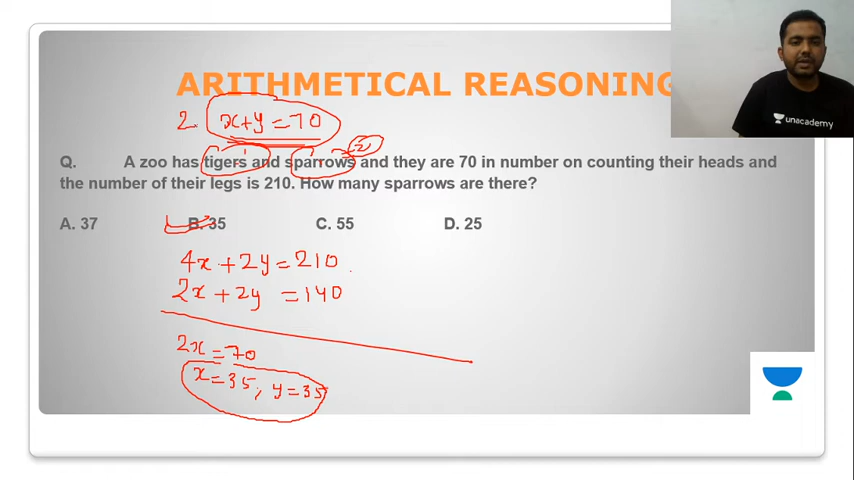 unacademy
ARITHMETICAL REASONING
2 x+y=70
Q. A zoo has tigers and sparrows and they are 70 in number on counting their heads and
the number of their legs is 210. How many sparrows are there?
A. 37 B. 35 C. 55 D. 25
4x+2y=210
2x+2y=140
2x=70
x=35, y=35